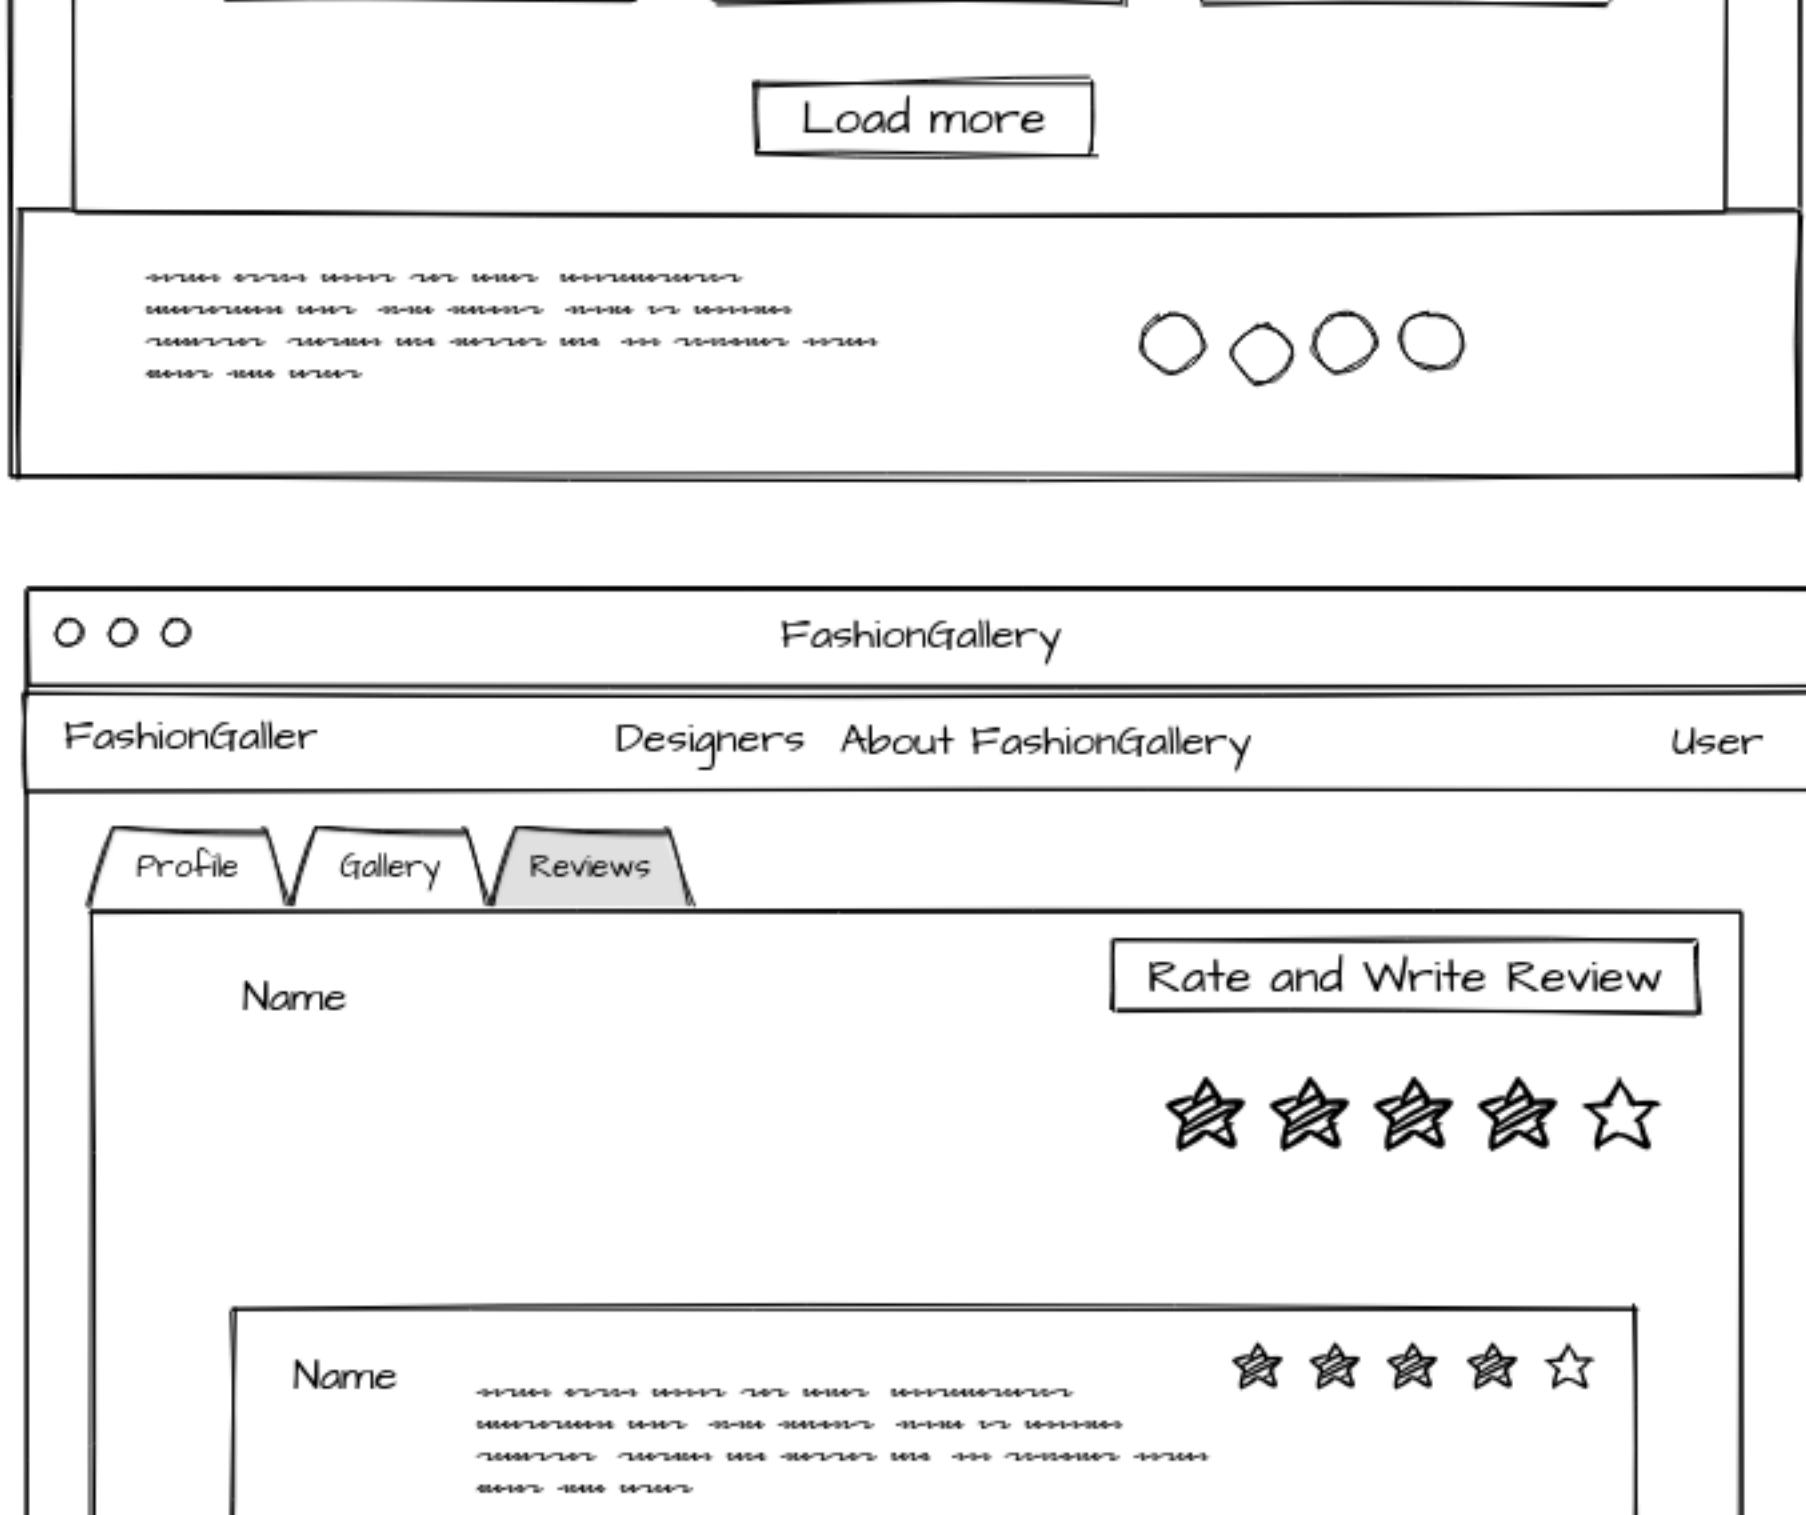 Load more
FashionGallery
FashionGaller Designers About FashionGallery User
Profile Gallery Reviews
Rate and Write Review
Name
Name